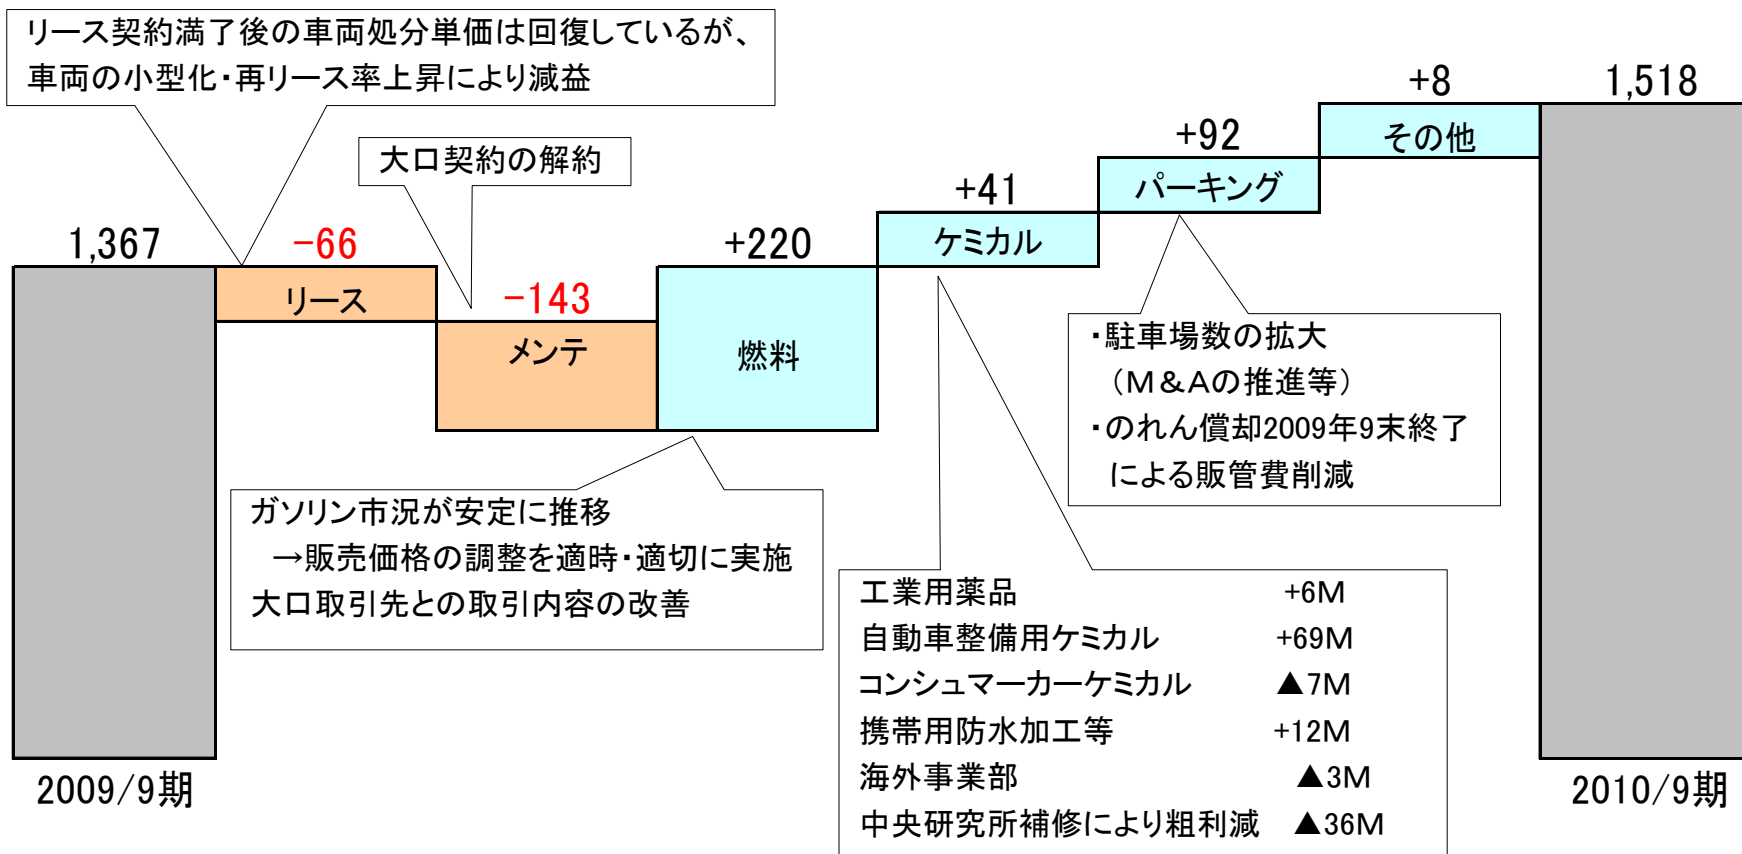 リース契約満了後の車両処分単価は回復しているが、
車両の小型化・再リース率上昇により減益
大口契約の解約
1,367
-66
リース
-143
メンテ
+220
燃料
+41
ケミカル
+92
パーキング
+8
その他
1,518
ガソリン市況が安定に推移
→販売価格の調整を適時・適切に実施
大口取引先との取引内容の改善
・駐車場数の拡大
（M&Aの推進等）
・のれん償却2009年9末終了
による販管費削減
工業用薬品 +6M
自動車整備用ケミカル +69M
コンシュマーカーケミカル ▲7M
携帯用防水加工等 +12M
海外事業部 ▲3M
中央研究所補修により粗利減 ▲36M
2009/9期
2010/9期